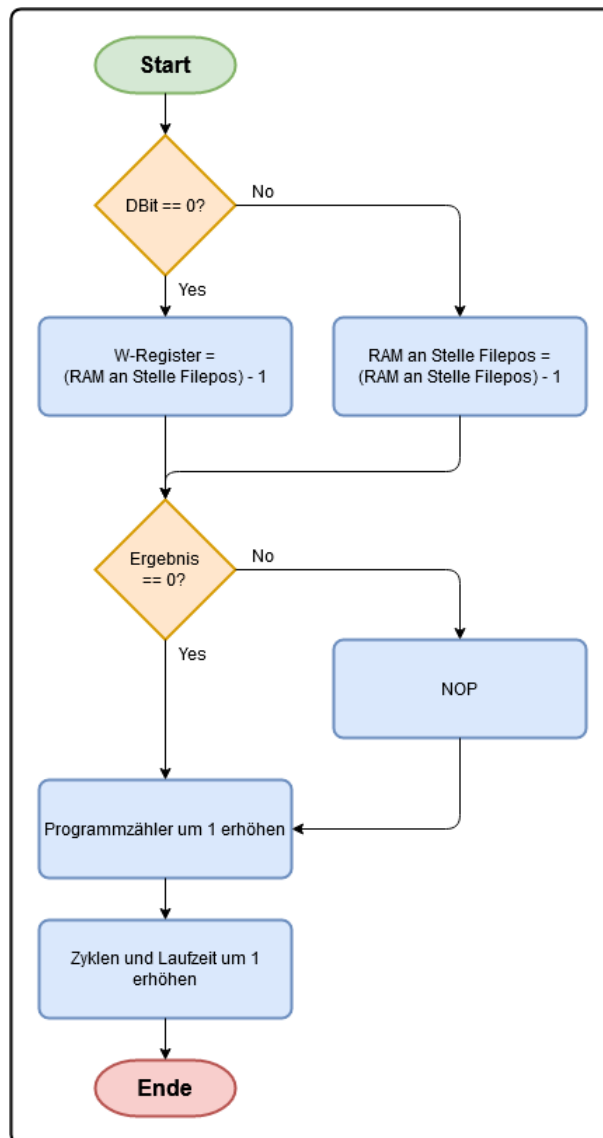 Start
DBit == 0?
No
Yes
W-Register =
(RAM an Stelle Filepos) - 1
RAM an Stelle Filepos =
(RAM an Stelle Filepos) - 1
Ergebnis
== 0?
No
Yes
NOP
Programmzähler um 1 erhöhen
Zyklen und Laufzeit um 1
erhöhen
Ende